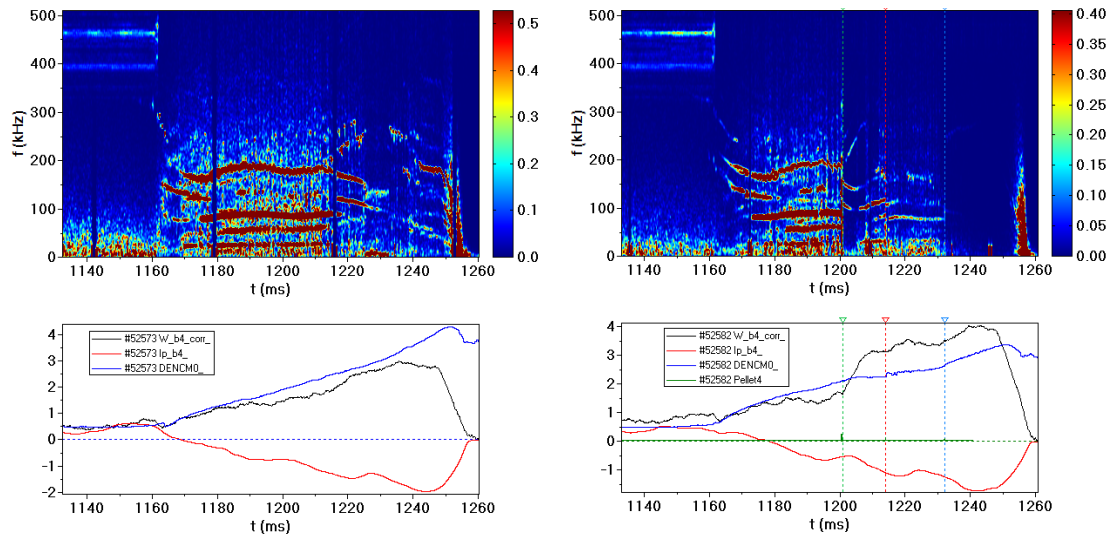 500
400
300
200
100
0
f (kHz)
1140 1160 1180 1200 1220 1240 1260
t (ms)
0.5
0.4
0.3
0.2
0.1
0.0
500
400
300
200
100
0
f (kHz)
1140 1160 1180 1200 1220 1240 1260
t (ms)
0.40
0.35
0.30
0.25
0.20
0.15
0.10
0.05
0.00
4
3
2
1
0
-1
-2
#52573 W_b4_corr_
#52573 Ip_b4_
#52573 DENCM0_
1140 1160 1180 1200 1220 1240 1260
t (ms)
4
3
2
1
0
-1
#52582 W_b4_corr_
#52582 Ip_b4_
#52582 DENCM0_
#52582 Pellet4
1140 1160 1180 1200 1220 1240 1260
t (ms)